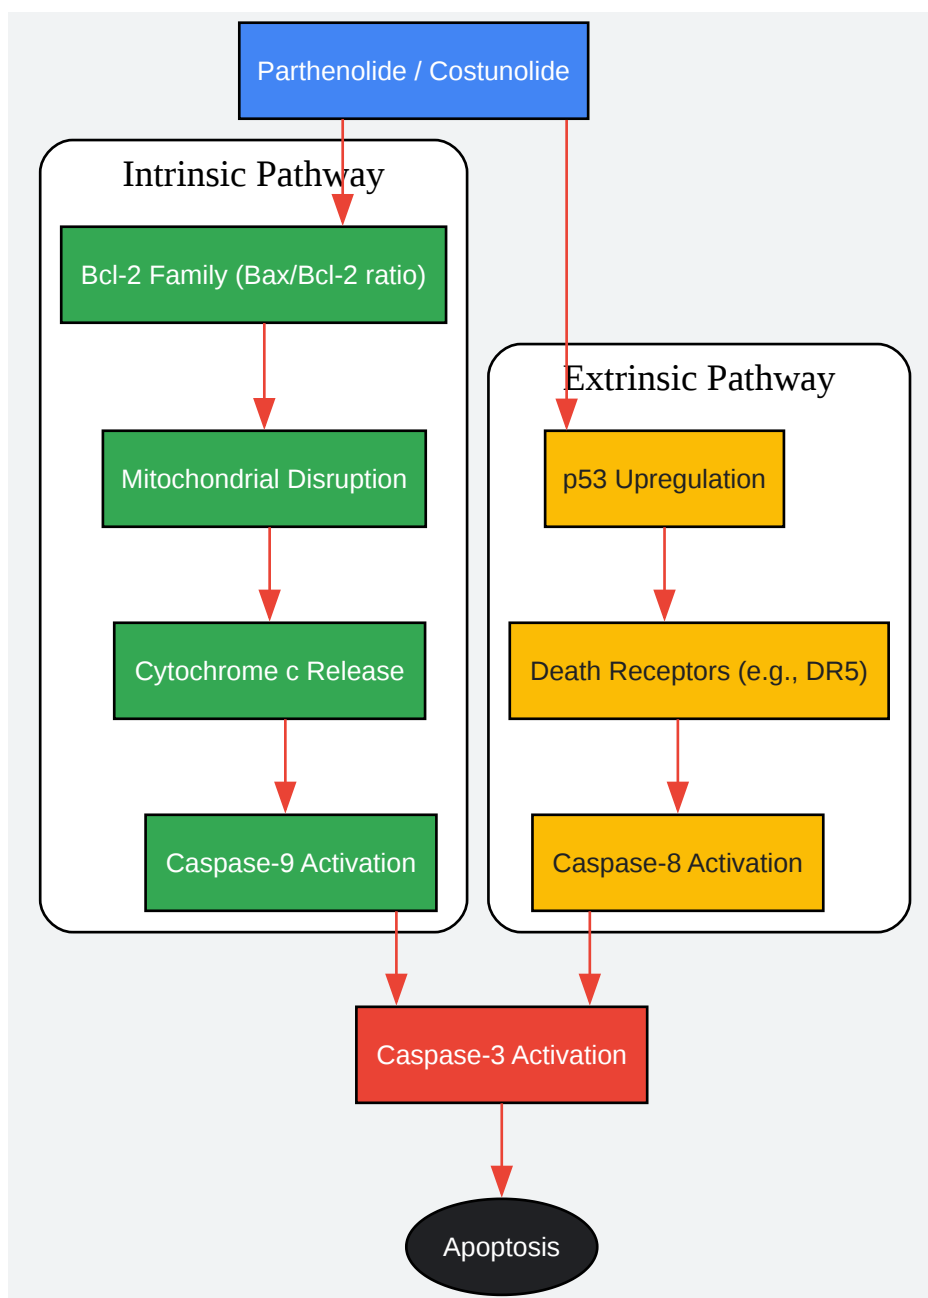 Parthenolide / Costunolide
Intrinsic Pathway
Bcl-2 Family (Bax/Bcl-2 ratio)
Mitochondrial Disruption
Cytochrome c Release
Caspase-9 Activation
Extrinsic Pathway
p53 Upregulation
Death Receptors (e.g., DR5)
Caspase-8 Activation
Caspase-3 Activation
Apoptosis